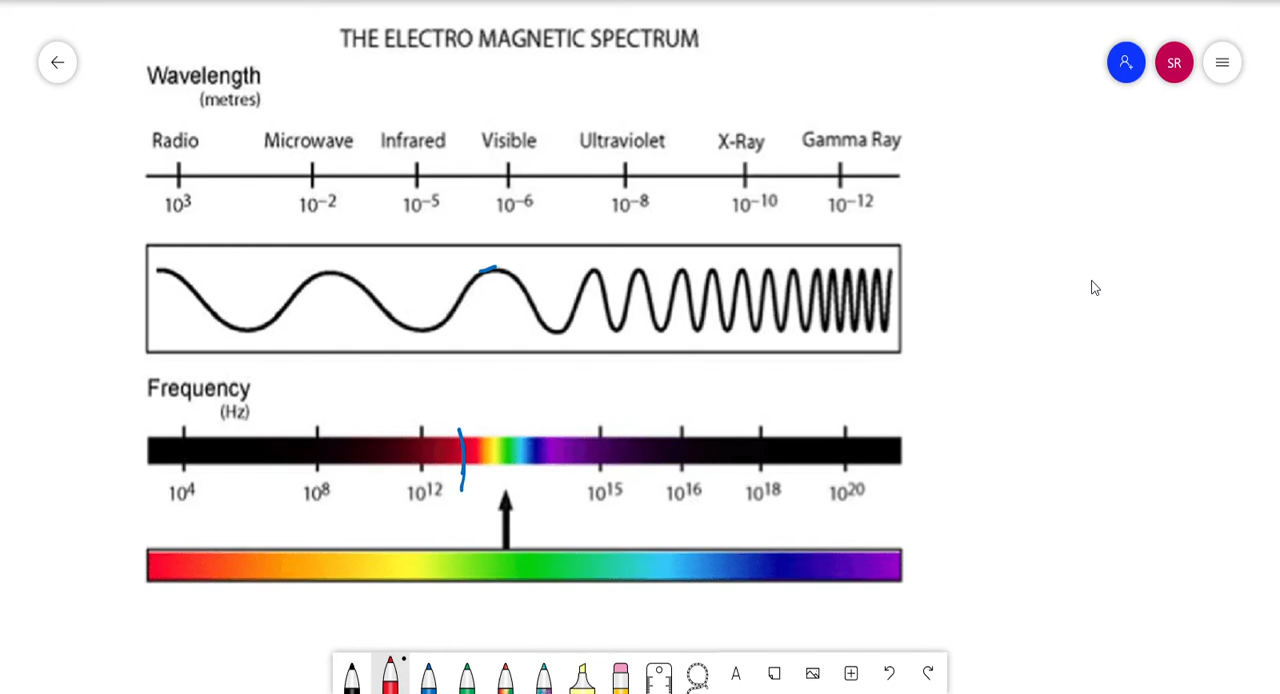 THE ELECTRO MAGNETIC SPECTRUM
SR
Wavelength
(metres)
Radio Microwave Infrared Visible Ultraviolet X-Ray Gamma Ray
10³ 10⁻² 10⁻⁵ 10⁻⁶ 10⁻⁸ 10⁻¹⁰ 10⁻¹²
Frequency
(Hz)
10⁴ 10⁸ 10¹² 10¹⁵ 10¹⁶ 10¹⁸ 10²⁰
A